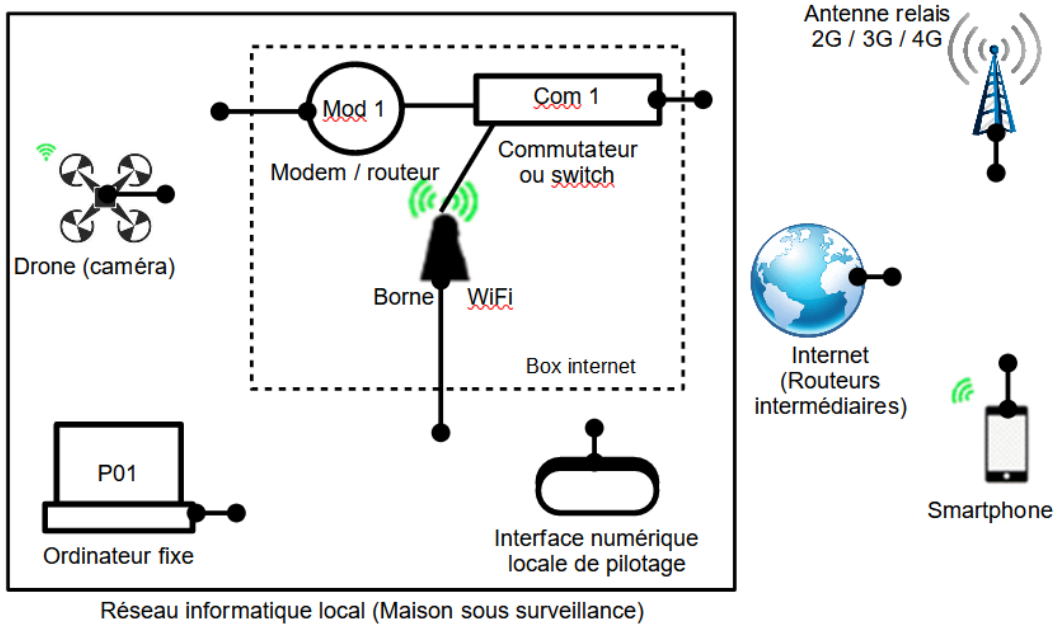 Antenne relais
2G / 3G / 4G
Mod 1
Com 1
Modem / routeur
Commutateur
ou switch
Drone (caméra)
Borne WiFi
Box internet
Internet
(Routeurs
intermédiaires)
P01
Ordinateur fixe
Interface numérique
locale de pilotage
Smartphone
Réseau informatique local (Maison sous surveillance)